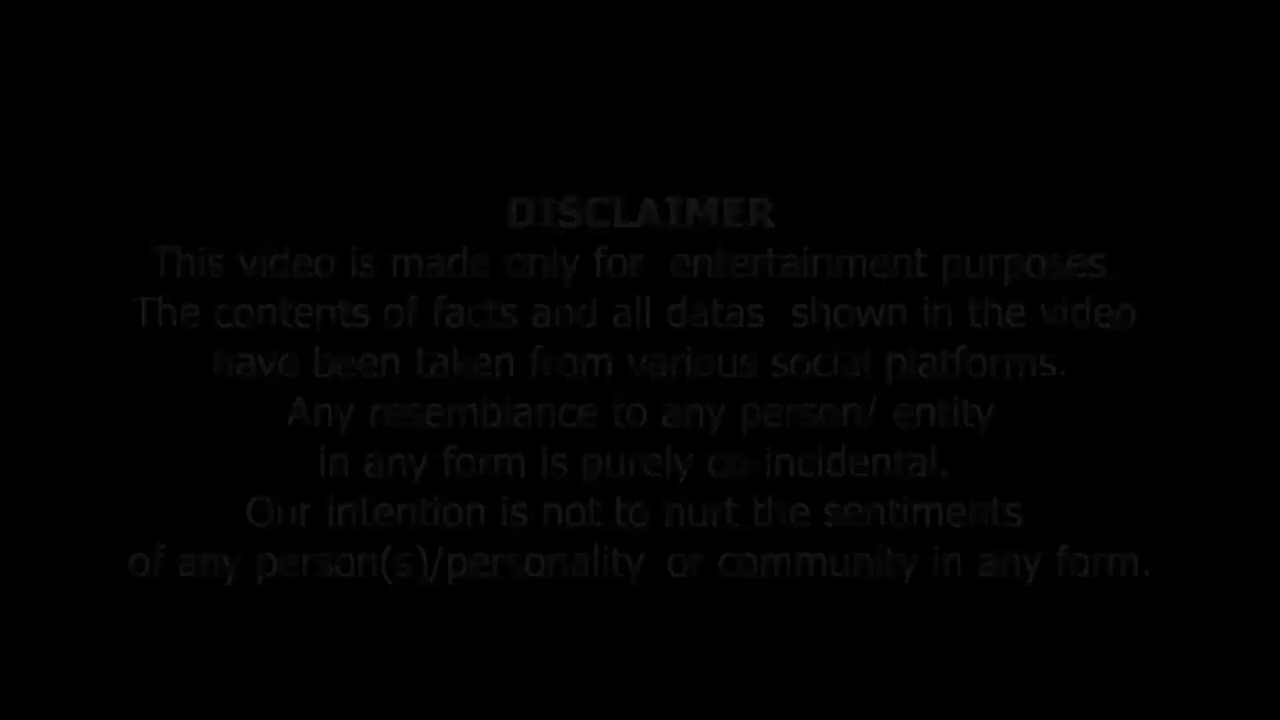 DISCLAIMER
This video is made only for entertainment purposes.
The contents of facts and all datas shown in the video
have been taken from various social platforms.
Any resemblance to any person/ entity
in any form is purely co-incidental.
Our intention is not to hurt the sentiments
of any person(s)/personality or community in any form.